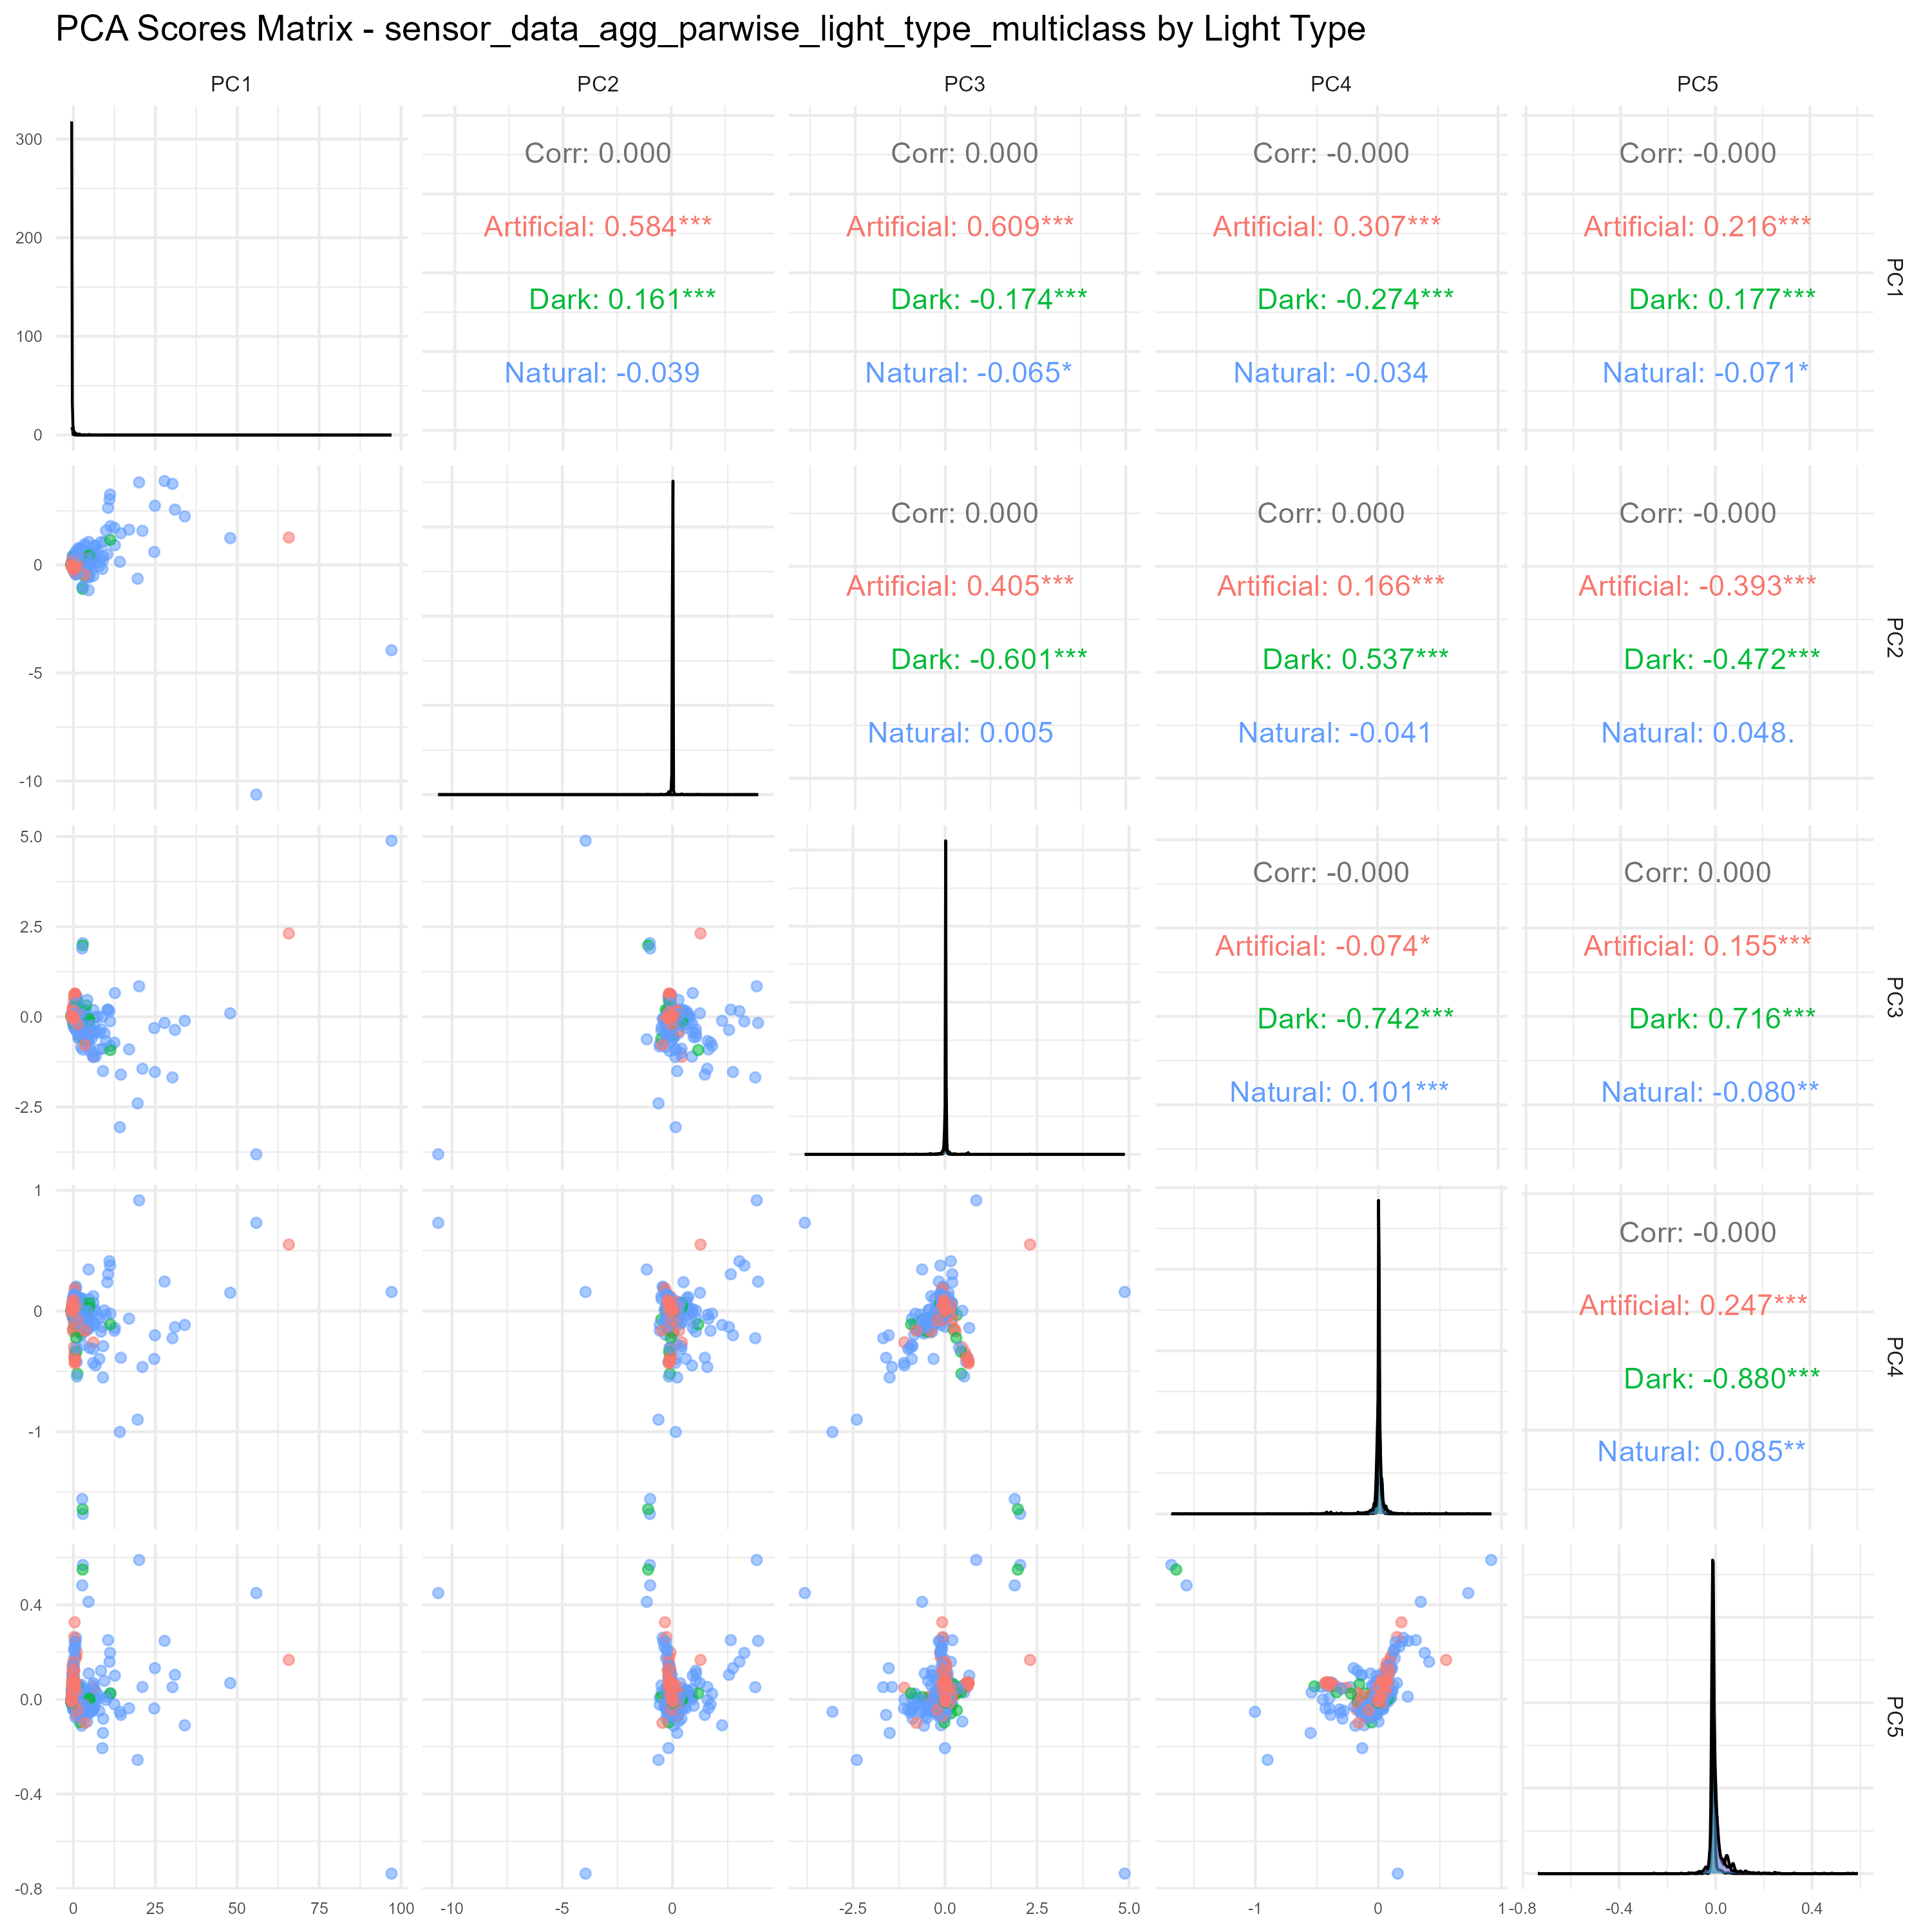 PCA Scores Matrix - sensor_data_agg_parwise_light_type_multiclass by Light Type
PC1 PC2 PC3 PC4 PC5
300
200
100
0
Corr: 0.000
Artificial: 0.584***
Dark: 0.161***
Natural: -0.039
Corr: 0.000
Artificial: 0.609***
Dark: -0.174***
Natural: -0.065*
Corr: -0.000
Artificial: 0.307***
Dark: -0.274***
Natural: -0.034
Corr: -0.000
Artificial: 0.216***
Dark: 0.177***
Natural: -0.071*
PC1
0
-5
-10
Corr: 0.000
Artificial: 0.405***
Dark: -0.601***
Natural: 0.005
Corr: 0.000
Artificial: 0.166***
Dark: 0.537***
Natural: -0.041
Corr: -0.000
Artificial: -0.393***
Dark: -0.472***
Natural: 0.048.
PC2
5.0
2.5
0.0
-2.5
Corr: -0.000
Artificial: -0.074*
Dark: -0.742***
Natural: 0.101***
Corr: 0.000
Artificial: 0.155***
Dark: 0.716***
Natural: -0.080**
PC3
1
0
-1
Corr: -0.000
Artificial: 0.247***
Dark: -0.880***
Natural: 0.085**
PC4
0.4
0.0
-0.4
-0.8
PC5
0 25 50 75 100 -10 -5 0 -2.5 0.0 2.5 5.0 -1 0 1 -0.8 -0.4 0.0 0.4